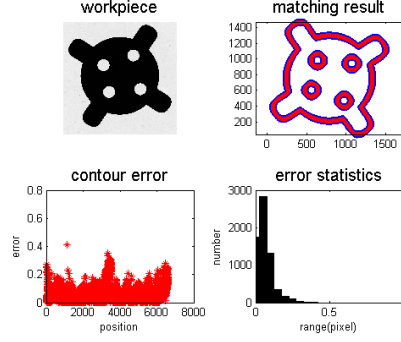 workpiece
matching result
1400
1200
1000
800
600
400
200
0 500 1000 1500
contour error
0.8
0.6
0.4
0.2
0
error
0 2000 4000 6000 8000
position
error statistics
3000
2000
1000
0
number
0 0.5 1
range(pixel)